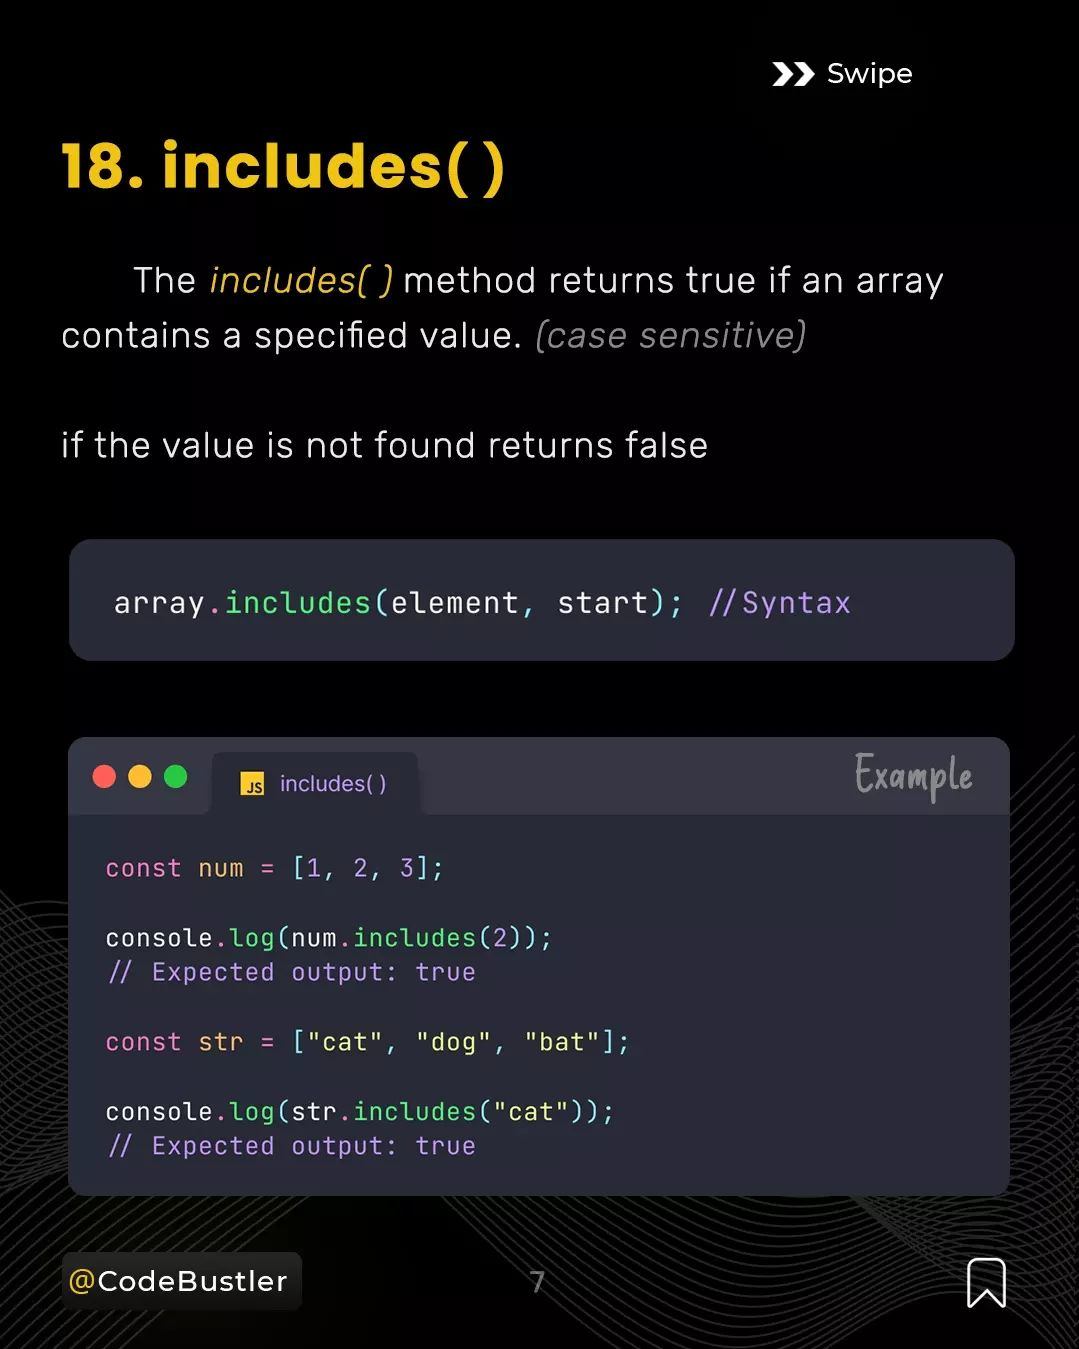 Swipe
18. includes( )
The includes( ) method returns true if an array
contains a specified value. (case sensitive)
if the value is not found returns false
array.includes(element, start); //Syntax
JS includes( )
Example
const num = [1, 2, 3];
console.log(num.includes(2));
// Expected output: true
const str = ["cat", "dog", "bat"];
console.log(str.includes("cat"));
// Expected output: true
@CodeBustler
7